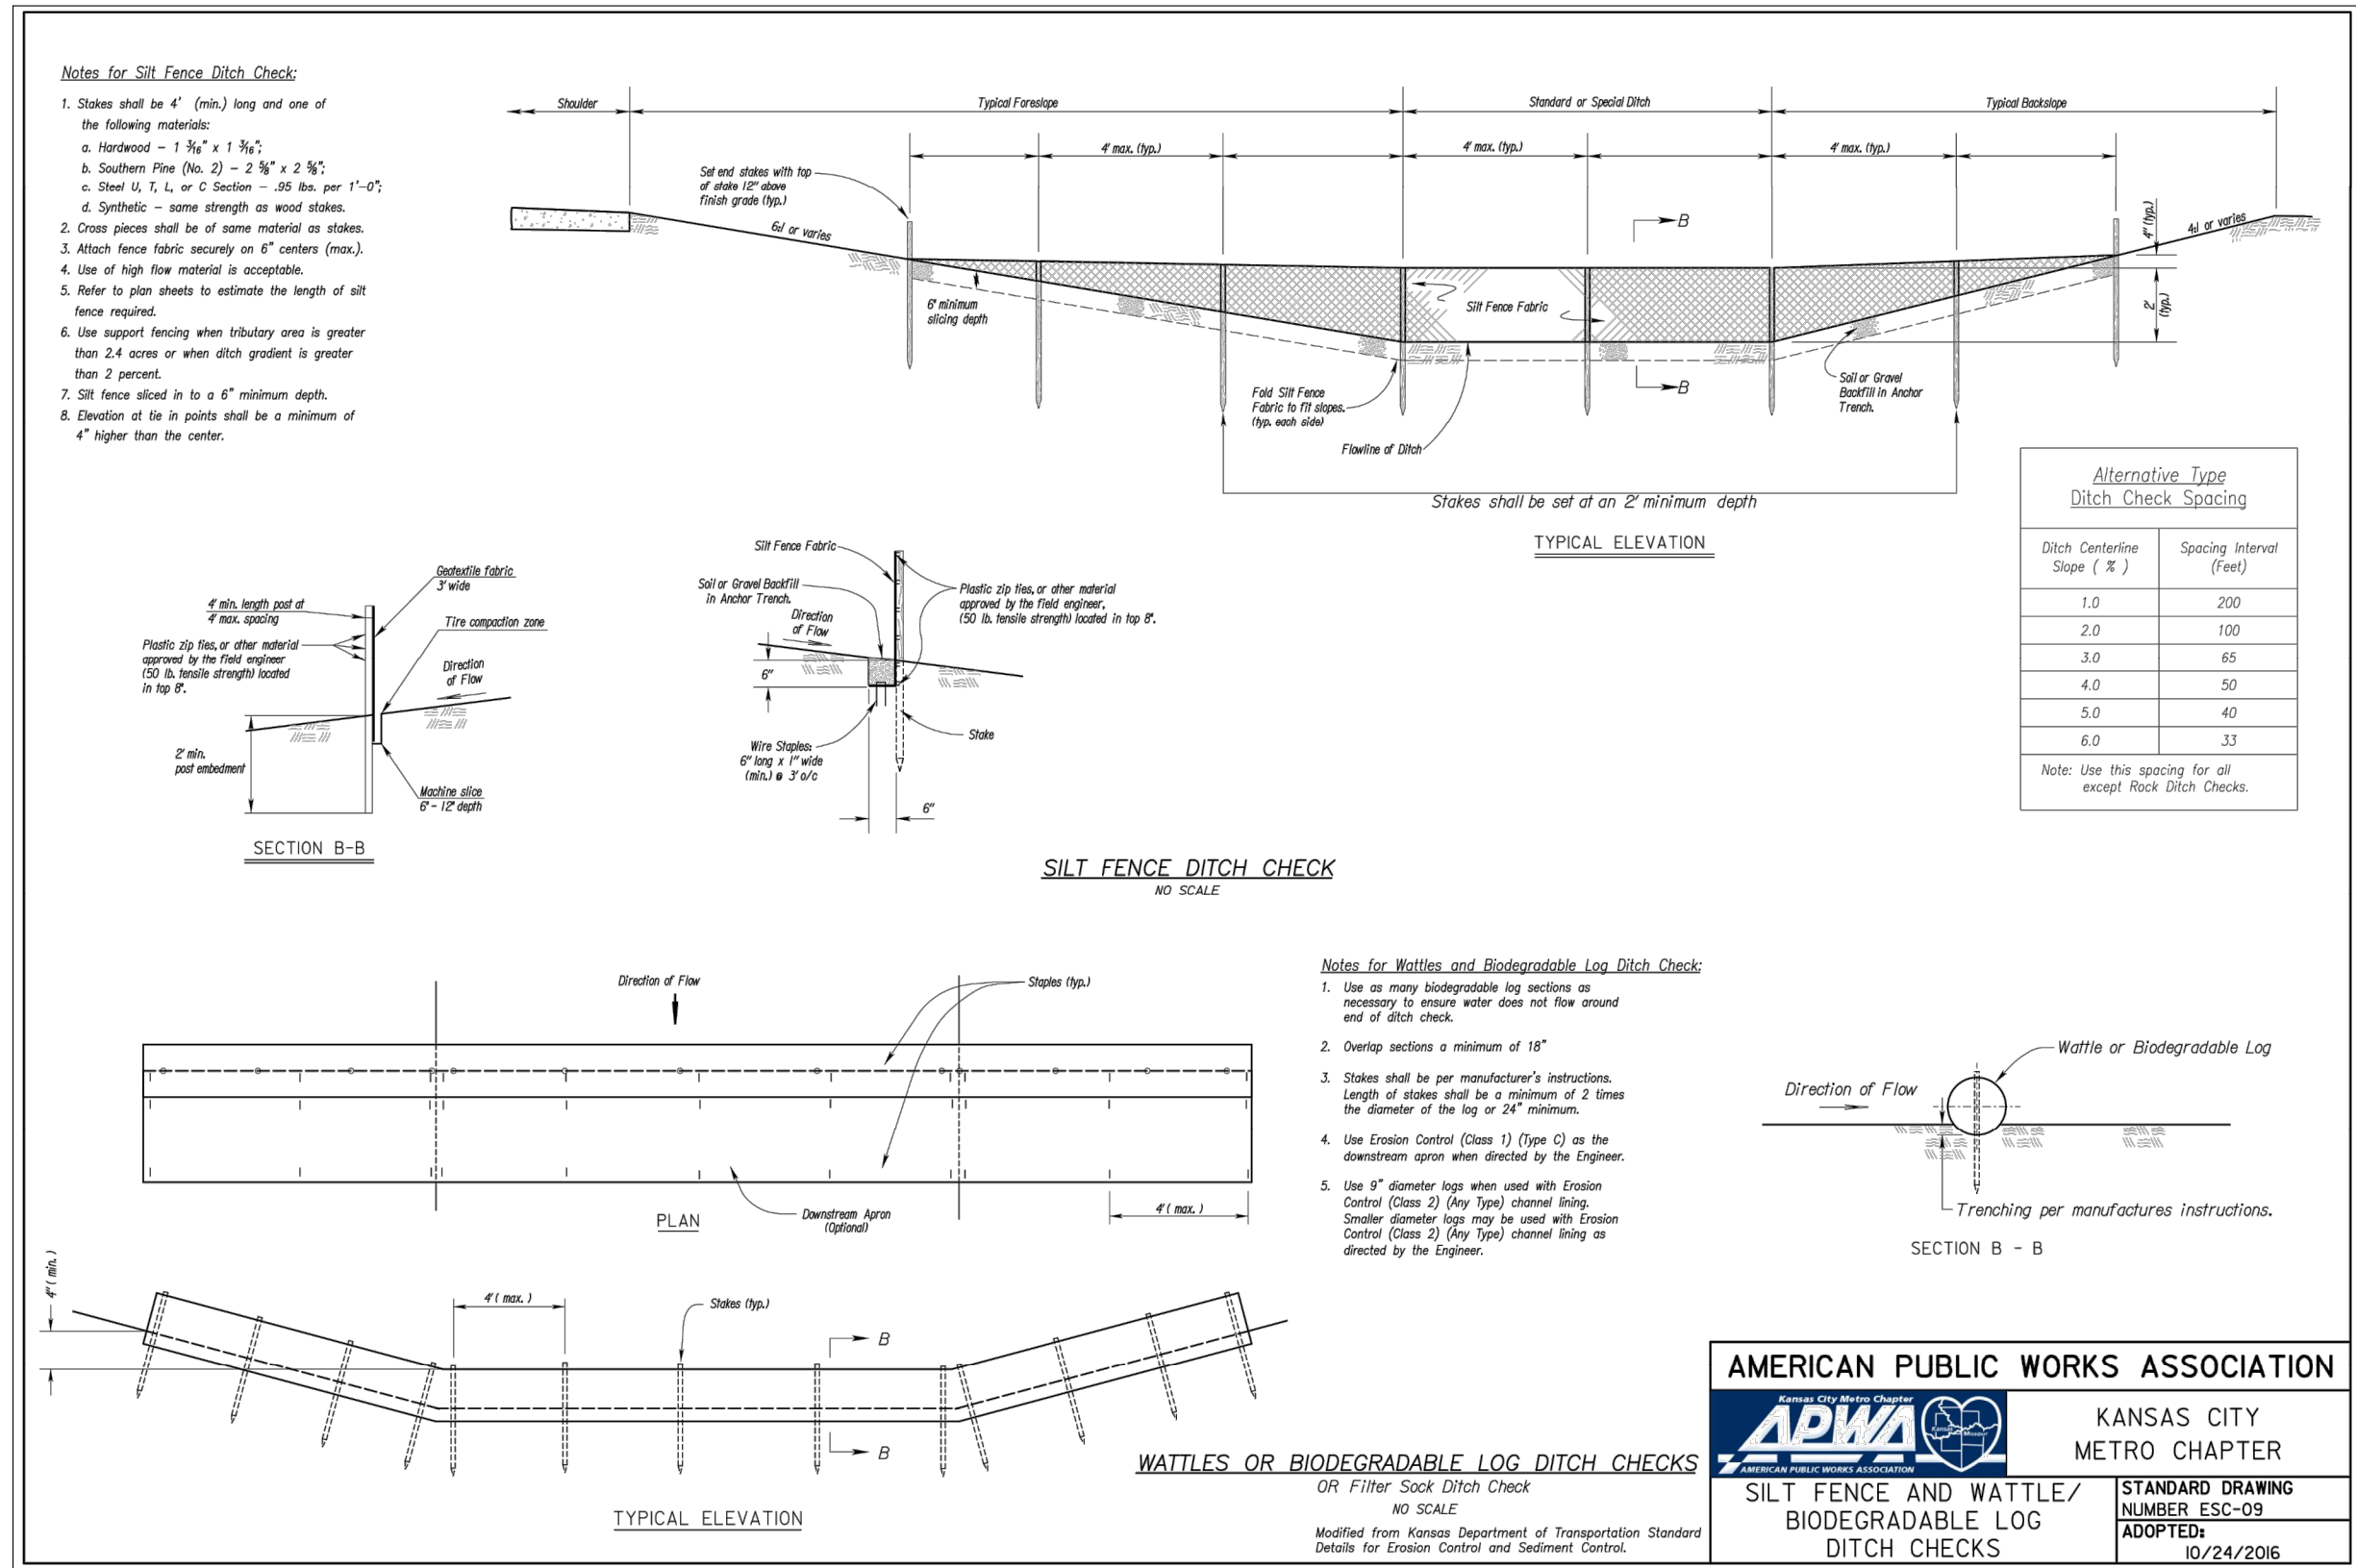 Notes for Silt Fence Ditch Check:
1. Stakes shall be 4' (min.) long and one of
the following materials:
a. Hardwood – 1 3/16" x 1 3/16";
b. Southern Pine (No. 2) – 2 5/8" x 2 5/8";
c. Steel U, T, L, or C Section – .95 lbs. per 1'-0";
d. Synthetic – same strength as wood stakes.
2. Cross pieces shall be of same material as stakes.
3. Attach fence fabric securely on 6" centers (max.).
4. Use of high flow material is acceptable.
5. Refer to plan sheets to estimate the length of silt
fence required.
6. Use support fencing when tributary area is greater
than 2.4 acres or when ditch gradient is greater
than 2 percent.
7. Silt fence sliced in to a 6" minimum depth.
8. Elevation at tie in points shall be a minimum of
4" higher than the center.
Shoulder
Typical Foreslope
Standard or Special Ditch
Typical Backslope
4' max. (typ.)
4' max. (typ.)
4' max. (typ.)
Set end stakes with top
of stake 12" above
finish grade (typ.)
6:1 or varies
B
4:1 or varies
4" (typ.)
2'
(typ.)
6" minimum
slicing depth
Silt Fence Fabric
Fold Silt Fence
Fabric to fit slopes.
(typ. each side)
B
Soil or Gravel
Backfill in Anchor
Trench.
Flowline of Ditch
Stakes shall be set at an 2' minimum depth
TYPICAL ELEVATION
Alternative Type
Ditch Check Spacing
Ditch Centerline
Slope ( % )
Spacing Interval
(Feet)
1.0 200
2.0 100
3.0 65
4.0 50
5.0 40
6.0 33
Note: Use this spacing for all
except Rock Ditch Checks.
Geotextile fabric
3' wide
4' min. length post at
4' max. spacing
Tire compaction zone
Plastic zip ties, or other material
approved by the field engineer
(50 lb. tensile strength) located
in top 8".
Direction
of Flow
2' min.
post embedment
Machine slice
6" - 12" depth
SECTION B-B
Silt Fence Fabric
Soil or Gravel Backfill
in Anchor Trench.
Direction
of Flow
Plastic zip ties, or other material
approved by the field engineer,
(50 lb. tensile strength) located in top 8".
6"
Stake
Wire Staples:
6" long x 1" wide
(min.) @ 3' o/c
6"
SILT FENCE DITCH CHECK
NO SCALE
Direction of Flow
Staples (typ.)
PLAN
Downstream Apron
(Optional)
4' ( max. )
4" ( min. )
4' ( max. )
Stakes (typ.)
B
B
TYPICAL ELEVATION
Notes for Wattles and Biodegradable Log Ditch Check:
1. Use as many biodegradable log sections as
necessary to ensure water does not flow around
end of ditch check.
2. Overlap sections a minimum of 18"
3. Stakes shall be per manufacturer's instructions.
Length of stakes shall be a minimum of 2 times
the diameter of the log or 24" minimum.
4. Use Erosion Control (Class 1) (Type C) as the
downstream apron when directed by the Engineer.
5. Use 9" diameter logs when used with Erosion
Control (Class 2) (Any Type) channel lining.
Smaller diameter logs may be used with Erosion
Control (Class 2) (Any Type) channel lining as
directed by the Engineer.
Wattle or Biodegradable Log
Direction of Flow
Trenching per manufactures instructions.
SECTION B - B
WATTLES OR BIODEGRADABLE LOG DITCH CHECKS
OR Filter Sock Ditch Check
NO SCALE
Modified from Kansas Department of Transportation Standard
Details for Erosion Control and Sediment Control.
AMERICAN PUBLIC WORKS ASSOCIATION
Kansas City Metro Chapter
APWA
Kansas
Missouri
AMERICAN PUBLIC WORKS ASSOCIATION
KANSAS CITY
METRO CHAPTER
SILT FENCE AND WATTLE/
BIODEGRADABLE LOG
DITCH CHECKS
STANDARD DRAWING
NUMBER ESC-09
ADOPTED:
10/24/2016